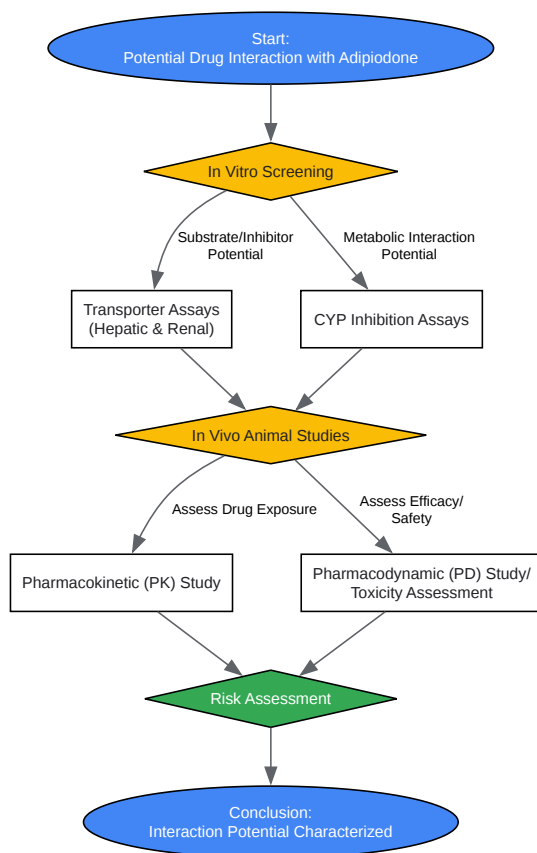 Start:
Potential Drug Interaction with Adipiodone
In Vitro Screening
Substrate/Inhibitor
Potential
Metabolic Interaction
Potential
Transporter Assays
(Hepatic & Renal)
CYP Inhibition Assays
In Vivo Animal Studies
Assess Drug Exposure
Assess Efficacy/
Safety
Pharmacokinetic (PK) Study
Pharmacodynamic (PD) Study/
Toxicity Assessment
Risk Assessment
Conclusion:
Interaction Potential Characterized